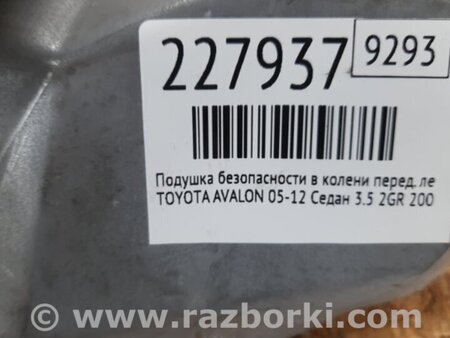 227937 9293
Подушка безопасности в колени перед. ле
TOYOTA AVALON 05-12 Седан 3.5 2GR 200
www.razborki.com